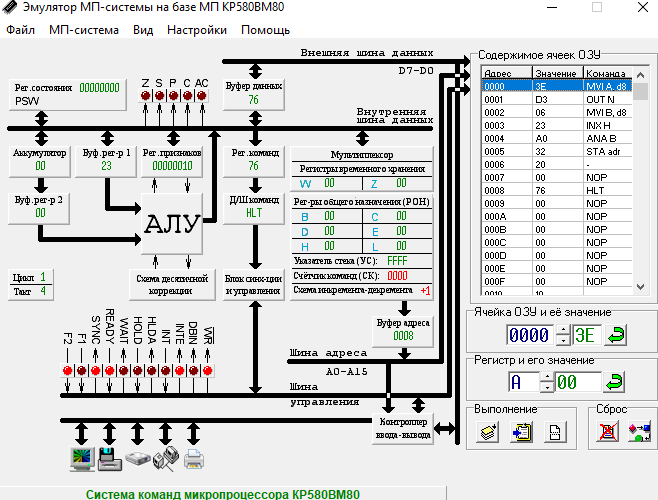 Эмулятор МП-системы на базе МП КР580ВМ80
Файл МП-система Вид Настройки Помощь
Внешняя шина данных
D7-D0
Рег.состояния 00000000
PSW
Z S P C AC
Буфер данных
76
Внутренняя
шина данных
Аккумулятор
00
Буф.рег-р 1
23
Рег.признаков
00000010
Рег.команд
76
Мультиплексор
Регистры временного хранения
W 00 Z 00
Буф.рег-р 2
00
АЛУ
Д/Ш команд
HLT
Рег-ры общего назначения (РОН)
B 00 C 00
D 00 E 00
H 00 L 00
Указатель стека (УС): FFFF
Счётчик команд (СК): 0000
Схема инкремента-декремента +1
Цикл 1
Такт 4
Схема десятичной
коррекции
Блок синх-ции
и управления
Буфер адреса
0008
F2 F1 SYNC READY WAIT HOLD HLDA INT INTE DBIN WR
Шина адреса
A0-A15
Шина
управления
Контроллер
ввода-вывода
Система команд микропроцессора КР580ВМ80
Содержимое ячеек ОЗУ
Адрес Значение Команда
0000 3E MVI A, d8
0001 D3 OUT N
0002 06 MVI B, d8
0003 23 INX H
0004 A0 ANA B
0005 32 STA adr
0006 20 -
0007 00 NOP
0008 76 HLT
0009 00 NOP
000A 00 NOP
000B 00 NOP
000C 00 NOP
000D 00 NOP
000E 00 NOP
000F 00 NOP
0010 10
Ячейка ОЗУ и её значение
0000 3E
Регистр и его значение
A 00
Выполнение
Сброс